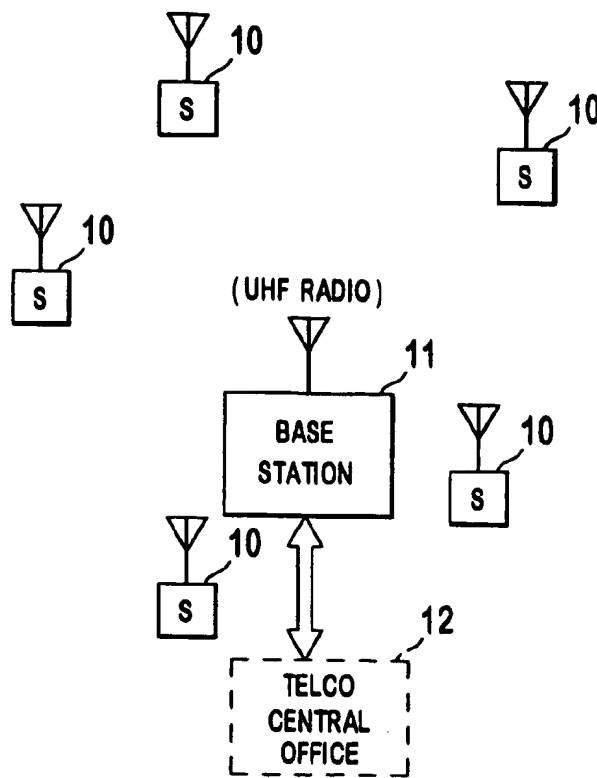 10
S
10
S
10
S
(UHF RADIO)
11
BASE
STATION
10
S
10
S
12
TELCO
CENTRAL
OFFICE